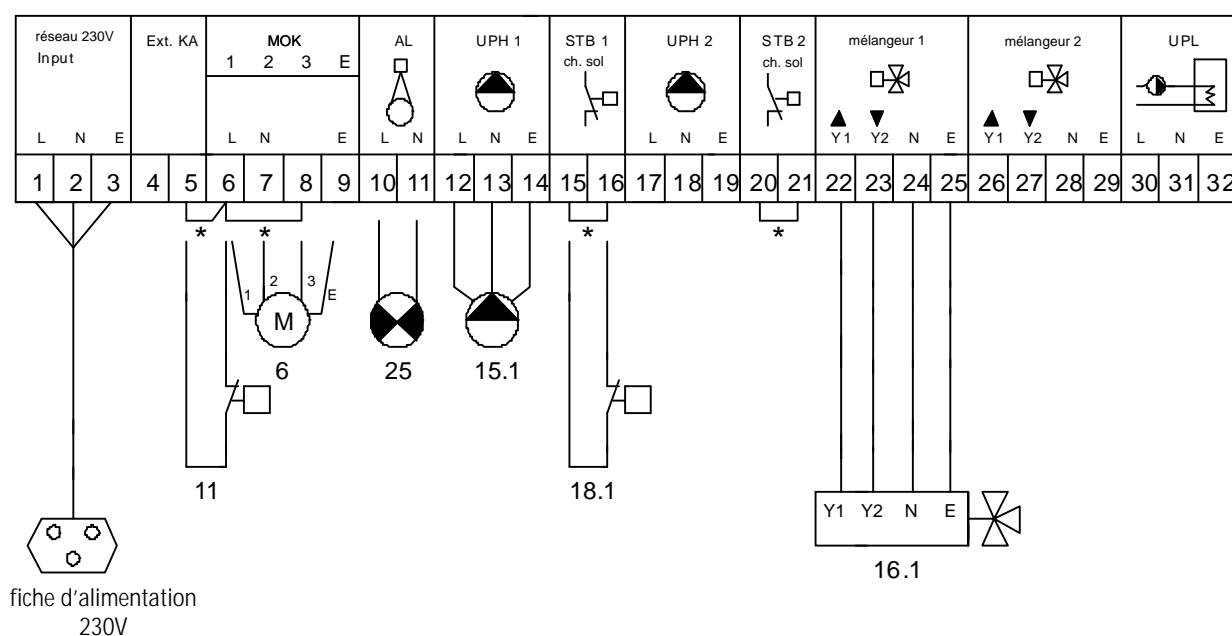 réseau 230V Ext. KA MOK AL UPH 1 STB 1 UPH 2 STB 2 mélangeur 1 mélangeur 2 UPL
Input 1 2 3 E ch. sol ch. sol
L N E L N E L N L N E L N E Y1 Y2 N E Y1 Y2 N E L N E
1 2 3 4 5 6 7 8 9 10 11 12 13 14 15 16 17 18 19 20 21 22 23 24 25 26 27 28 29 30 31 32
* * * *
1 2 3 E
M
6 25 15.1
11 18.1
Y1 Y2 N E
16.1
fiche d'alimentation
230V